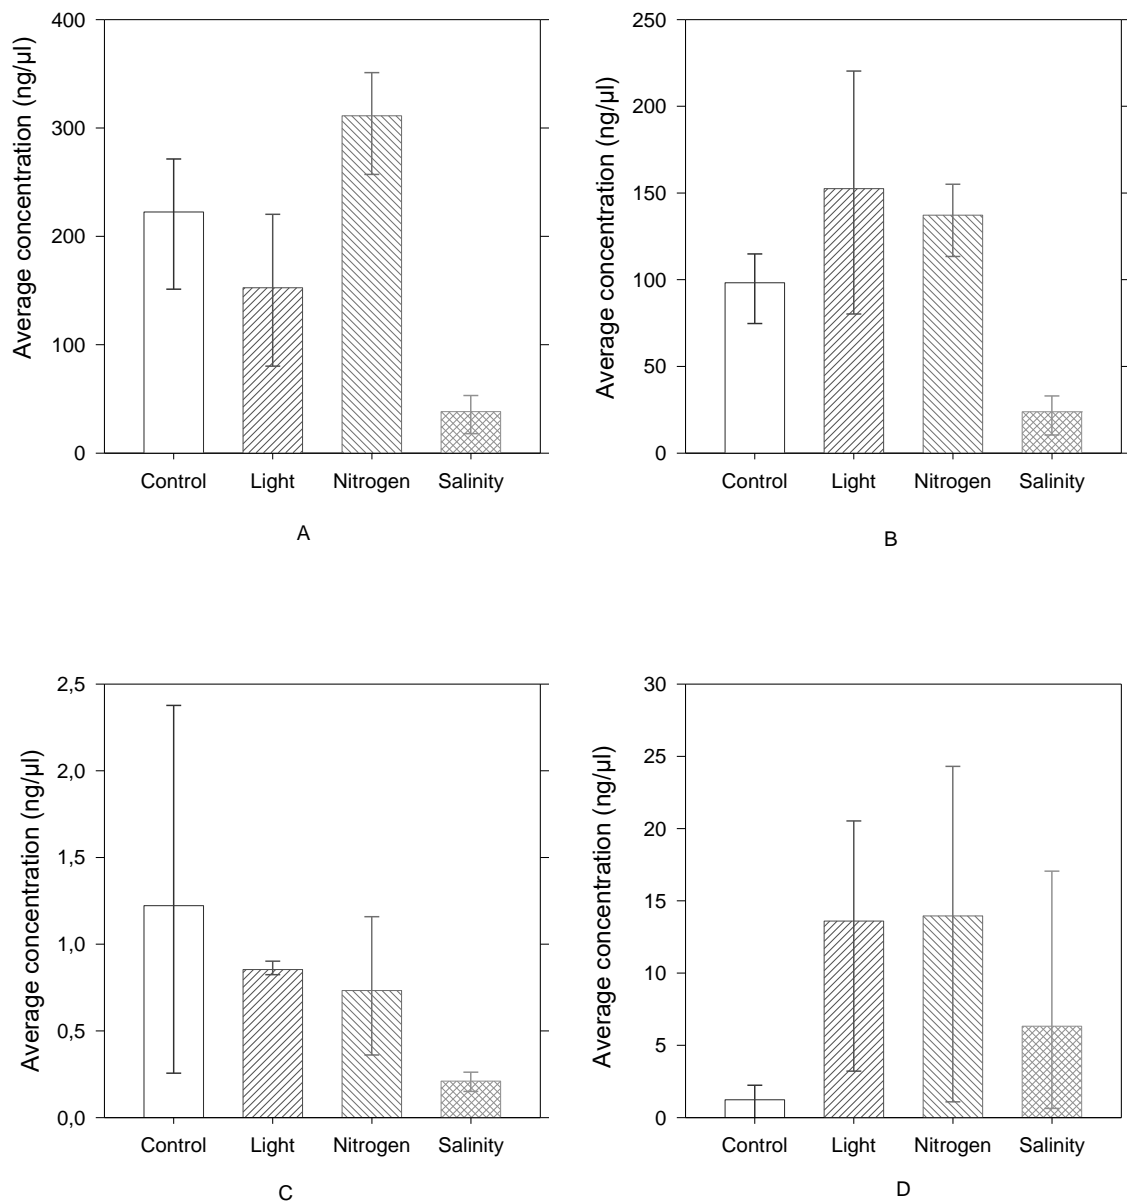 Average concentration (ng/µl)
400
300
200
100
0
Control Light Nitrogen Salinity
A
Average concentration (ng/µl)
250
200
150
100
50
0
Control Light Nitrogen Salinity
B
Average concentration (ng/µl)
2,5
2,0
1,5
1,0
0,5
0,0
Control Light Nitrogen Salinity
C
Average concentration (ng/µl)
30
25
20
15
10
5
0
Control Light Nitrogen Salinity
D